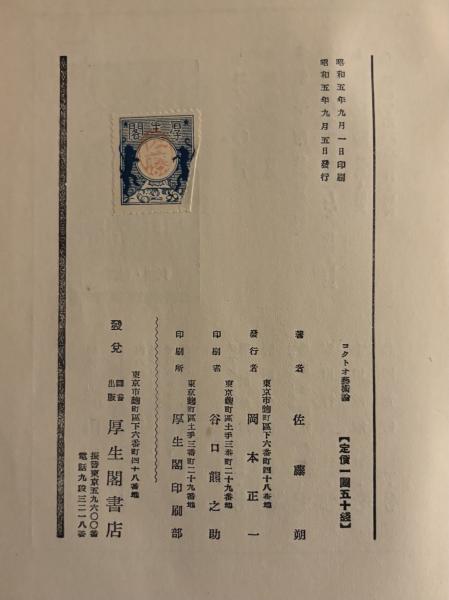 昭和五年九月一日印刷
昭和五年九月五日發行
コクトオ藝術論
【定價一圓五十錢】
著者 佐藤朔
東京市麴町區下六番町四十八番地
發行者 岡本正一
東京麴町區土手三番町二十九番地
印刷者 谷口熊之助
東京麴町區土手三番町二十九番地
印刷所 厚生閣印刷部
東京市麴町區下六番町四十八番地
發兌 圖書出版 厚生閣書店
振替東京五九六〇〇番
電話九段三二一八番
厚生閣
佐藤